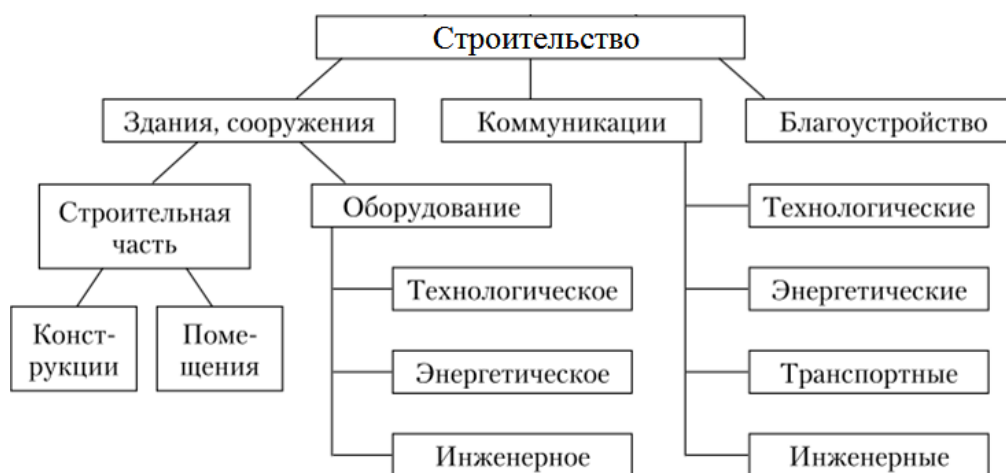 Строительство
Здания, сооружения
Коммуникации
Благоустройство
Строительная
часть
Оборудование
Технологические
Технологическое
Энергетические
Конст-
рукции
Поме-
щения
Энергетическое
Транспортные
Инженерное
Инженерные